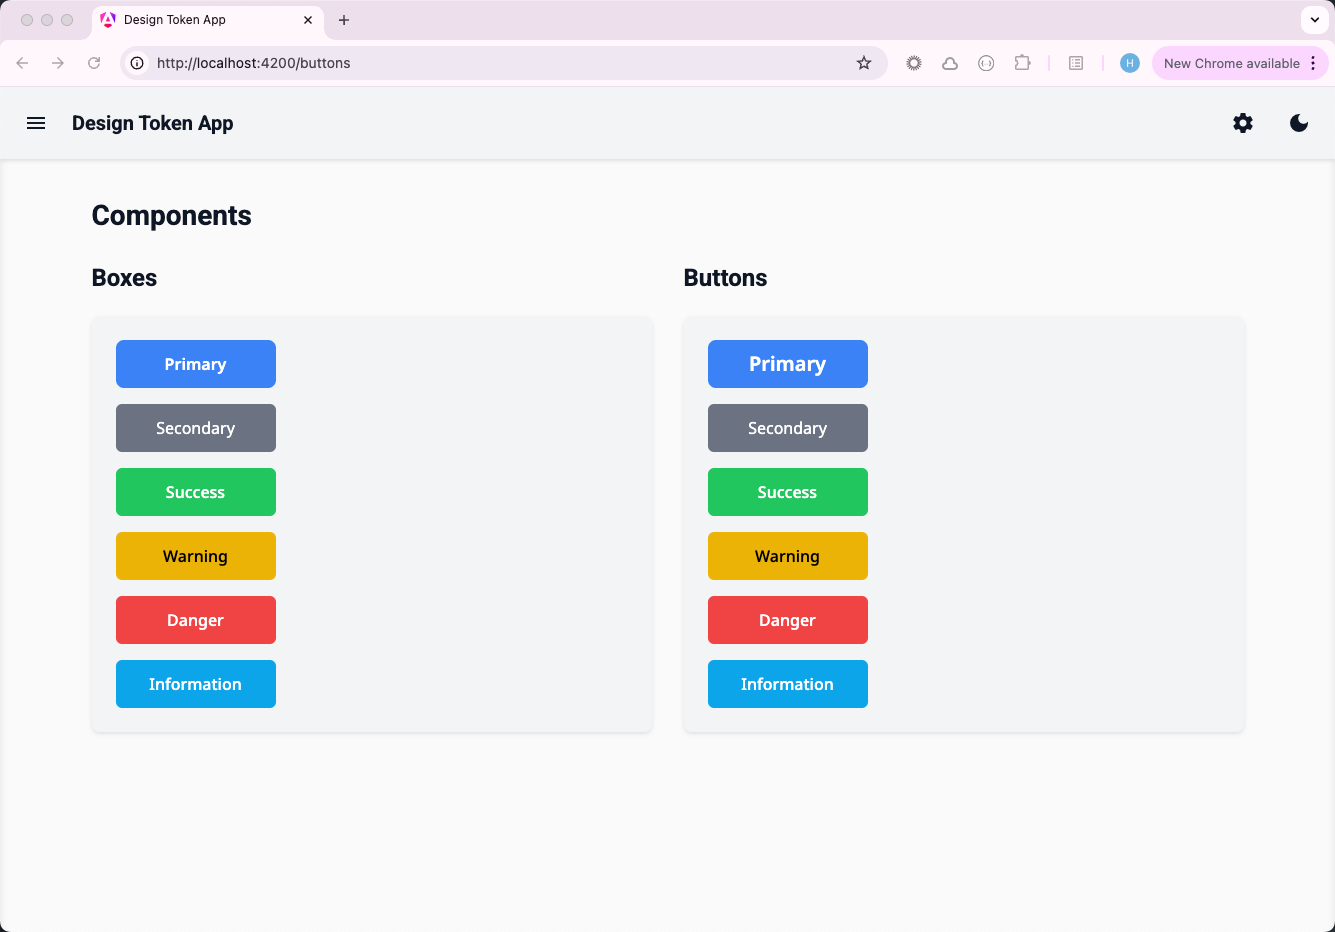 Design Token App
http://localhost:4200/buttons
H
New Chrome available
Design Token App
Components
Boxes
Primary
Secondary
Success
Warning
Danger
Information
Buttons
Primary
Secondary
Success
Warning
Danger
Information